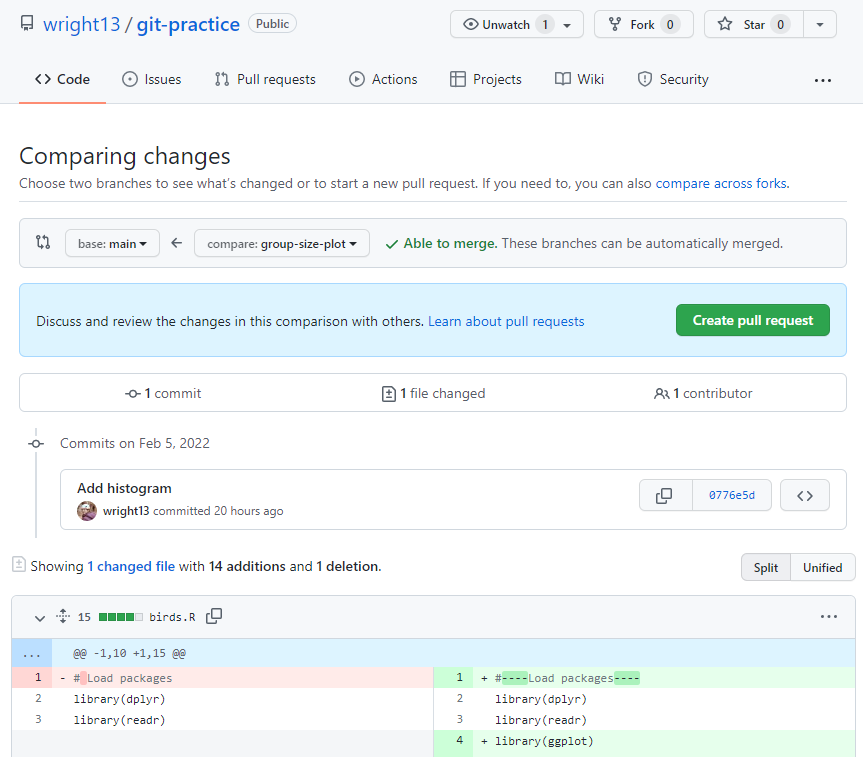 wright13 / git-practice Public Unwatch 1 Fork 0 Star 0
Code Issues Pull requests Actions Projects Wiki Security ...
Comparing changes
Choose two branches to see what's changed or to start a new pull request. If you need to, you can also compare across forks.
base: main compare: group-size-plot Able to merge. These branches can be automatically merged.
Discuss and review the changes in this comparison with others. Learn about pull requests Create pull request
1 commit 1 file changed 1 contributor
Commits on Feb 5, 2022
Add histogram
wright13 committed 20 hours ago 0776e5d
Showing 1 changed file with 14 additions and 1 deletion. Split Unified
15 birds.R ...
... @@ -1,10 +1,15 @@
1 - # Load packages 1 + #----Load packages----
2 library(dplyr) 2 library(dplyr)
3 library(readr) 3 library(readr)
4 + library(ggplot)